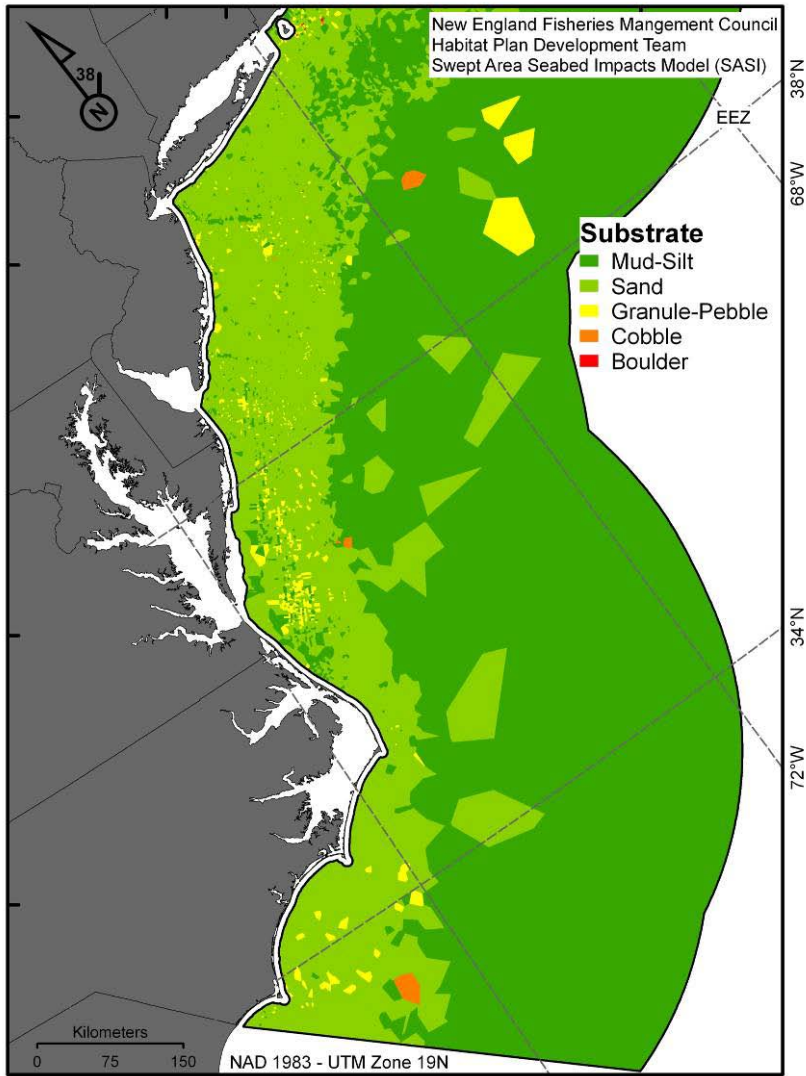 New England Fisheries Mangement Council
Habitat Plan Development Team
Swept Area Seabed Impacts Model (SASI)
38
N
38°N
EEZ
68°W
Substrate
Mud-Silt
Sand
Granule-Pebble
Cobble
Boulder
34°N
72°W
Kilometers
0 75 150
NAD 1983 - UTM Zone 19N